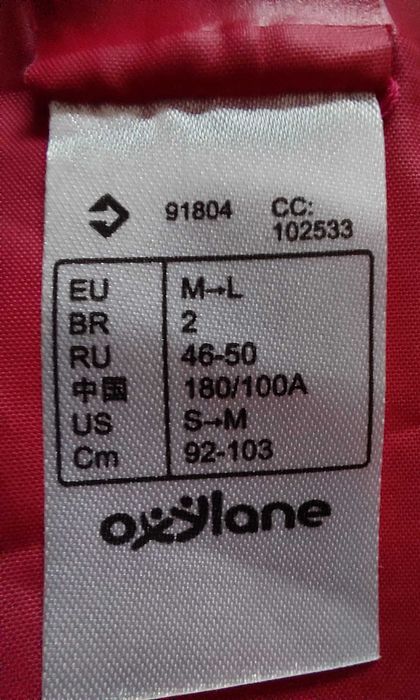 91804 CC:
102533
EU M→L
BR 2
RU 46-50
中国 180/100A
US S→M
Cm 92-103
oxylane